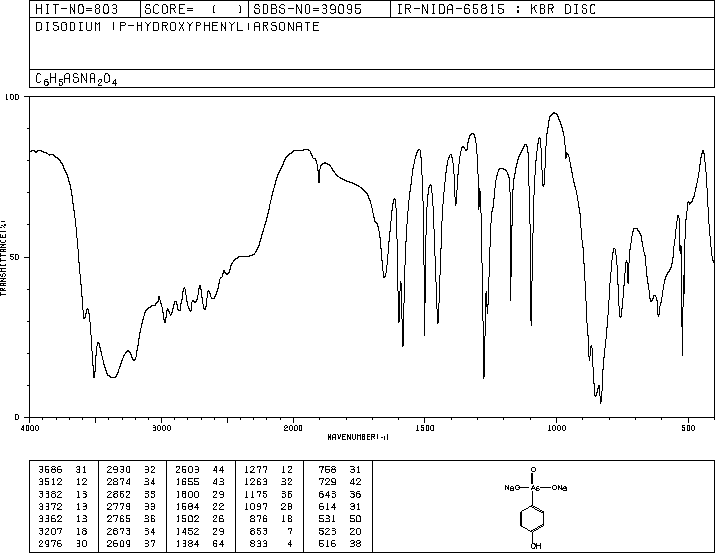 HIT-NO=803 SCORE= ( ) SDBS-NO=39095 IR-NIDA-65815 : KBR DISC
DISODIUM (P-HYDROXYPHENYL)ARSONATE
C6H5ASNA2O4
100
50
0
TRANSMITTANCE(%)
4000 3000 2000 1500 1000 500
WAVENUMBER(-1)
3586 31 2930 32 2503 44 1277 12 758 31
3512 12 2874 34 1655 43 1263 32 729 42
3382 13 2862 33 1600 29 1175 36 643 36
3372 13 2779 33 1584 22 1097 28 614 31
3362 13 2765 36 1502 26 876 18 531 50
3207 18 2673 34 1452 29 853 7 523 20
2976 30 2609 37 1384 64 833 4 516 38
O
NaO As ONa
OH